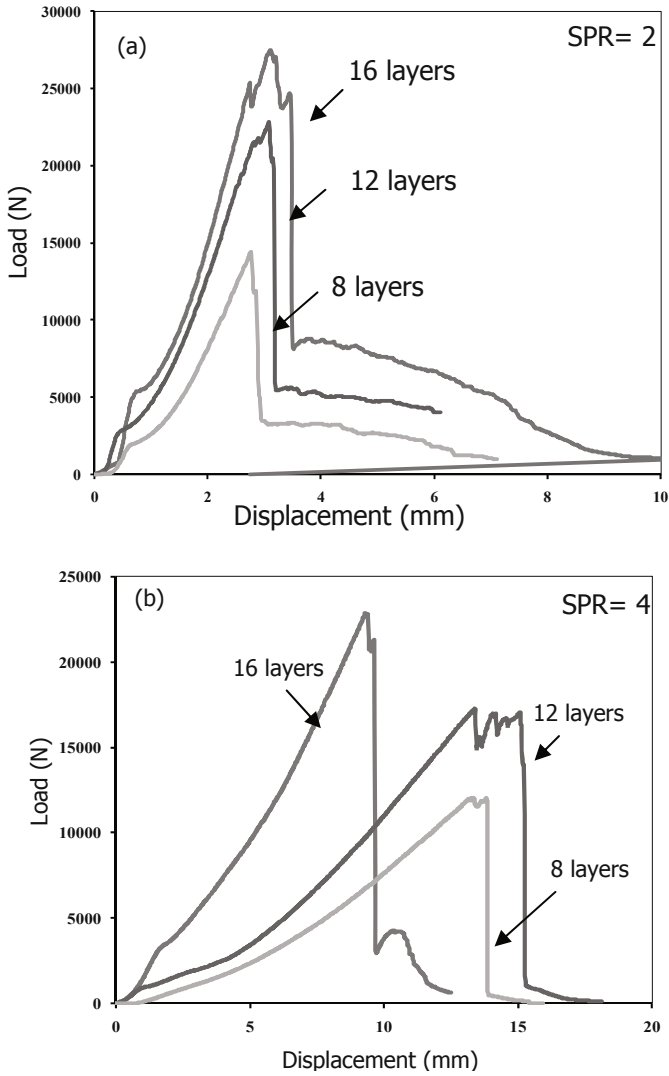 (a)
SPR= 2
30000
25000
20000
15000
10000
5000
0
Load (N)
16 layers
12 layers
8 layers
0 2 4 6 8 10
Displacement (mm)
(b)
SPR= 4
25000
20000
15000
10000
5000
0
Load (N)
16 layers
12 layers
8 layers
0 5 10 15 20
Displacement (mm)